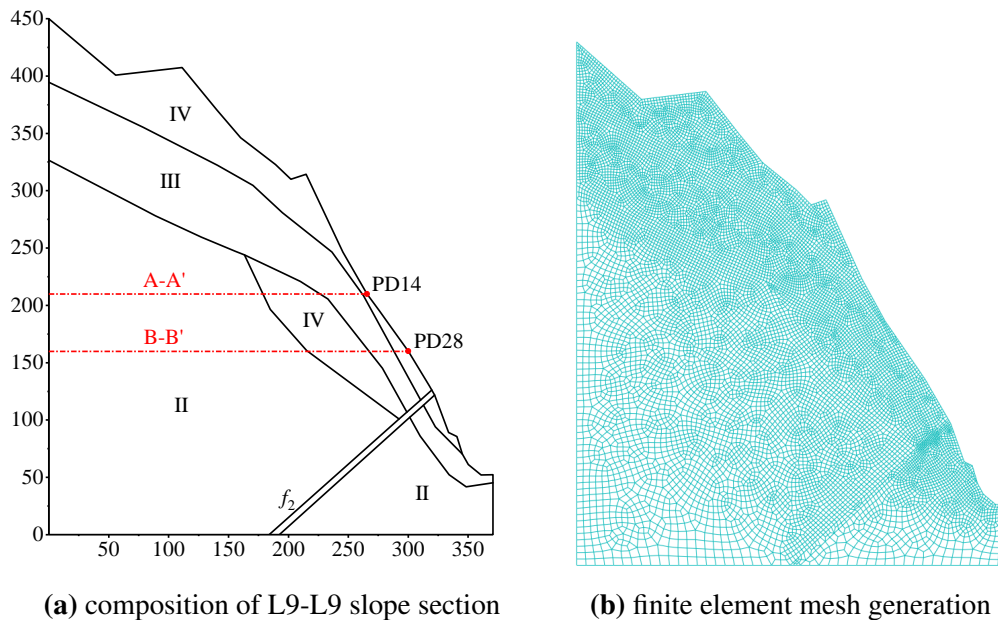 450
400
350
300
250
200
150
100
50
0
50
100
150
200
250
300
350
IV
III
A-A'
PD14
IV
B-B'
PD28
II
f2
II
(a) composition of L9-L9 slope section
(b) finite element mesh generation